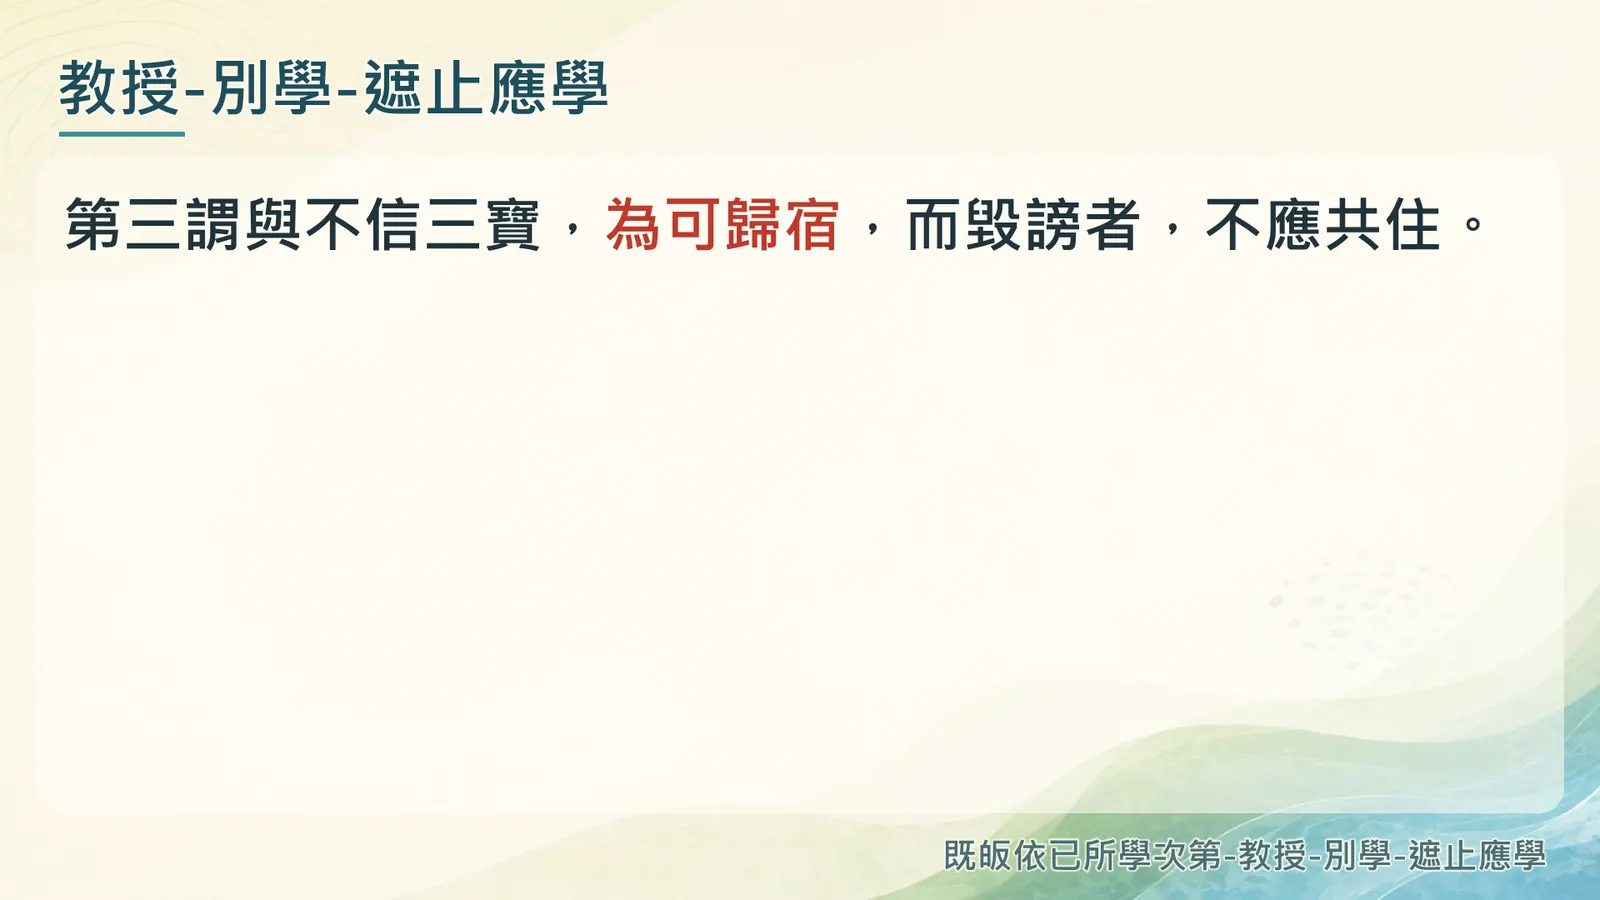 教授-別學-遮止應學
第三謂與不信三寶，為可歸宿，而毀謗者，不應共住。
既皈依已所學次第-教授-別學-遮止應學